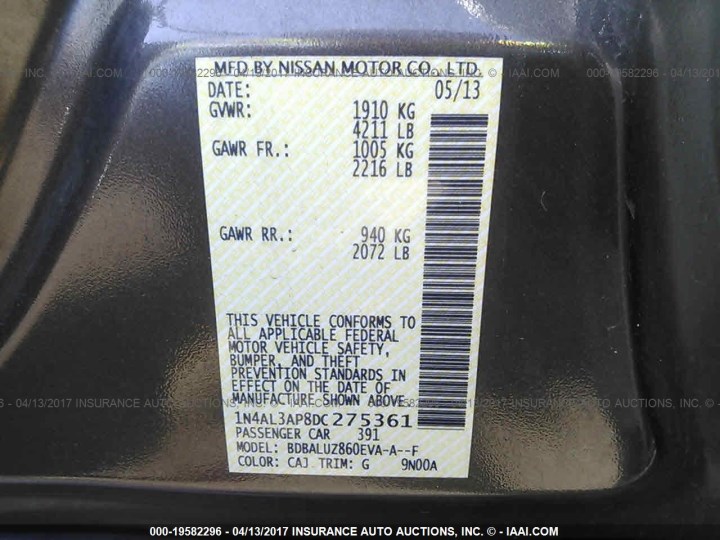 MFD BY NISSAN MOTOR CO., LTD.
DATE: 05/13
GVWR: 1910 KG
4211 LB
GAWR FR.: 1005 KG
2216 LB
GAWR RR.: 940 KG
2072 LB
THIS VEHICLE CONFORMS TO
ALL APPLICABLE FEDERAL
MOTOR VEHICLE SAFETY,
BUMPER, AND THEFT
PREVENTION STANDARDS IN
EFFECT ON THE DATE OF
MANUFACTURE SHOWN ABOVE
1N4AL3AP8DC275361
PASSENGER CAR 391
MODEL: BDBALUZ860EVA-A--F
COLOR: CAJ TRIM: G 9N00A
000-19582296 - 04/13/2017 INSURANCE AUTO AUCTIONS, INC. - © - IAAI.COM